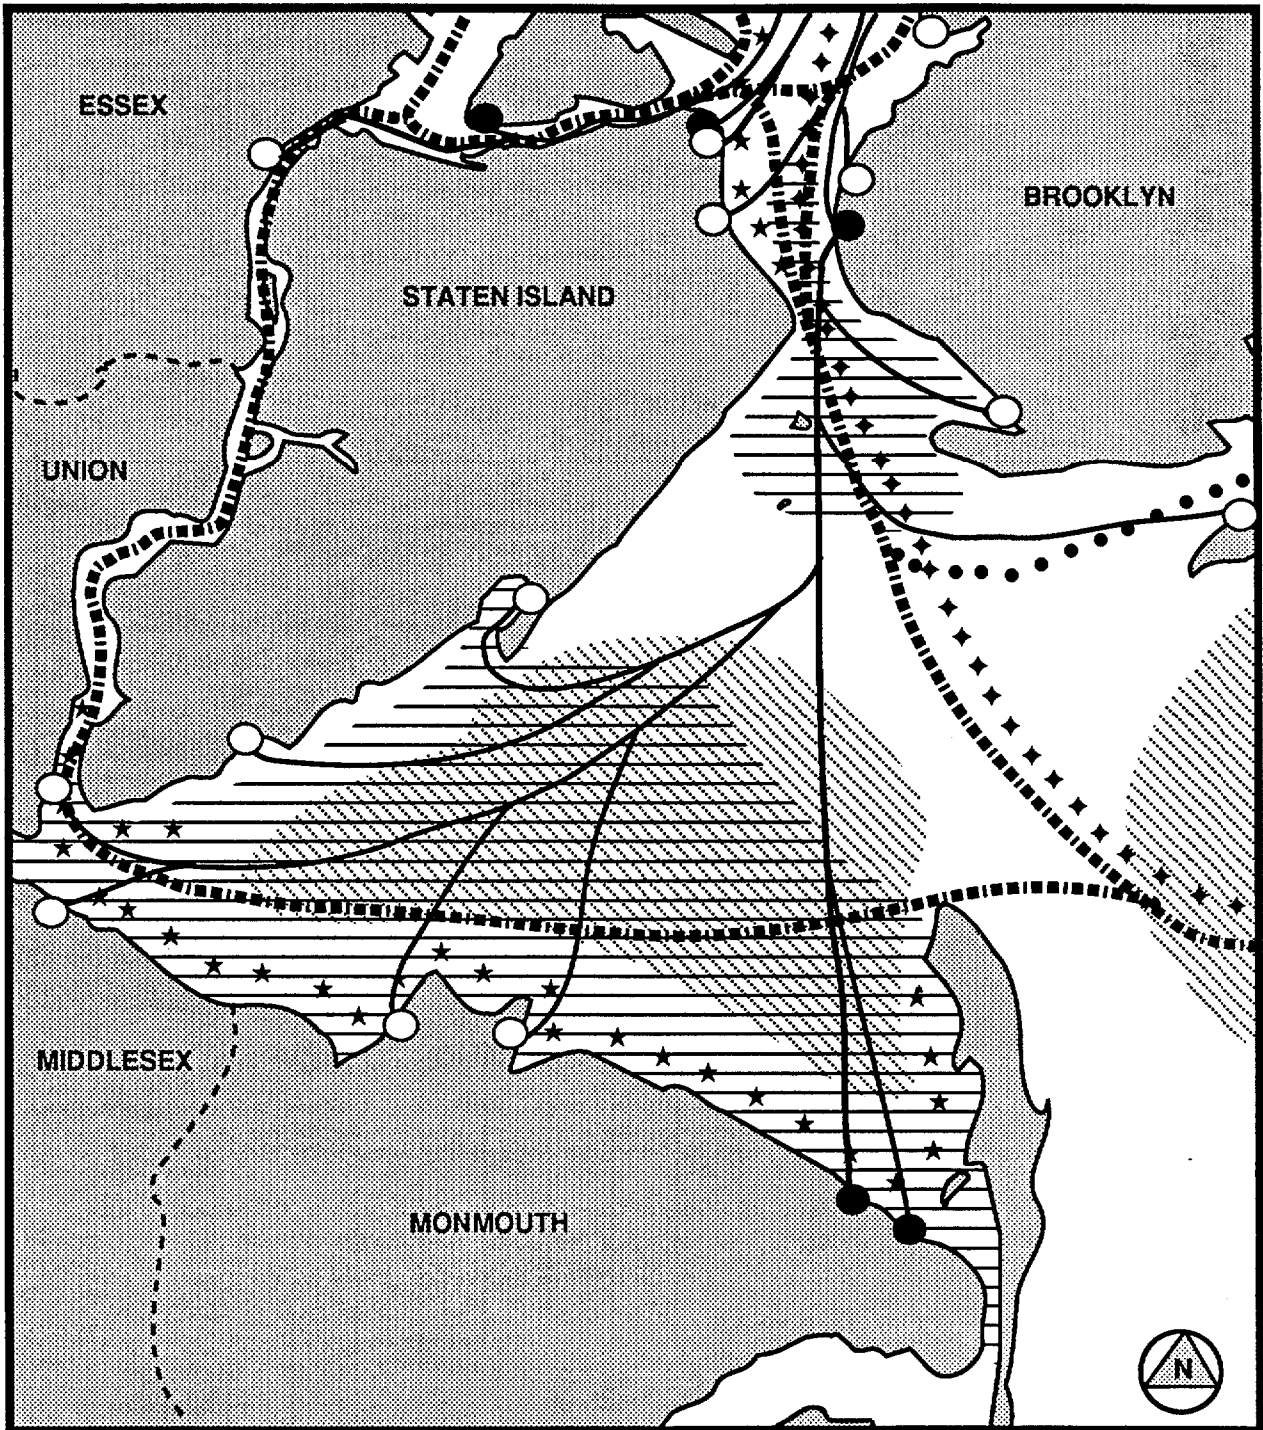 ESSEX
BROOKLYN
STATEN ISLAND
UNION
MIDDLESEX
MONMOUTH
N